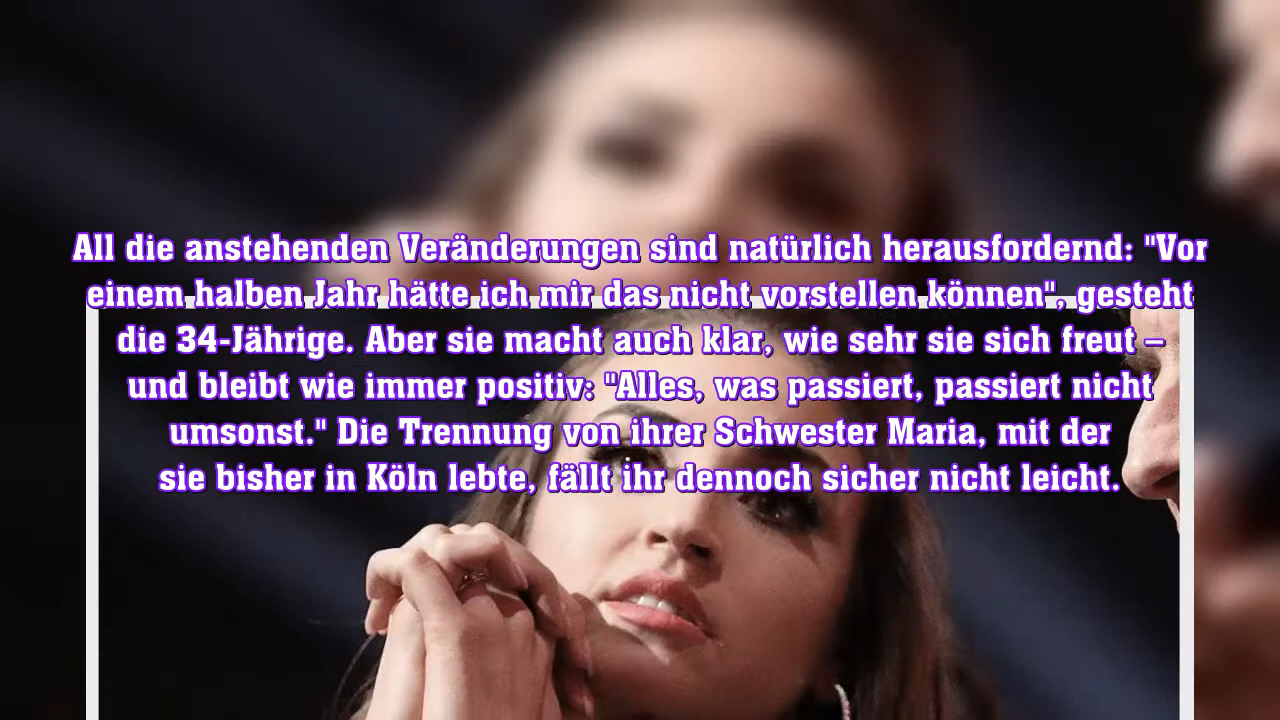 All die anstehenden Veränderungen sind natürlich herausfordernd: "Vor
einem halben Jahr hätte ich mir das nicht vorstellen können", gesteht
die 34-Jährige. Aber sie macht auch klar, wie sehr sie sich freut –
und bleibt wie immer positiv: "Alles, was passiert, passiert nicht
umsonst." Die Trennung von ihrer Schwester Maria, mit der
sie bisher in Köln lebte, fällt ihr dennoch sicher nicht leicht.